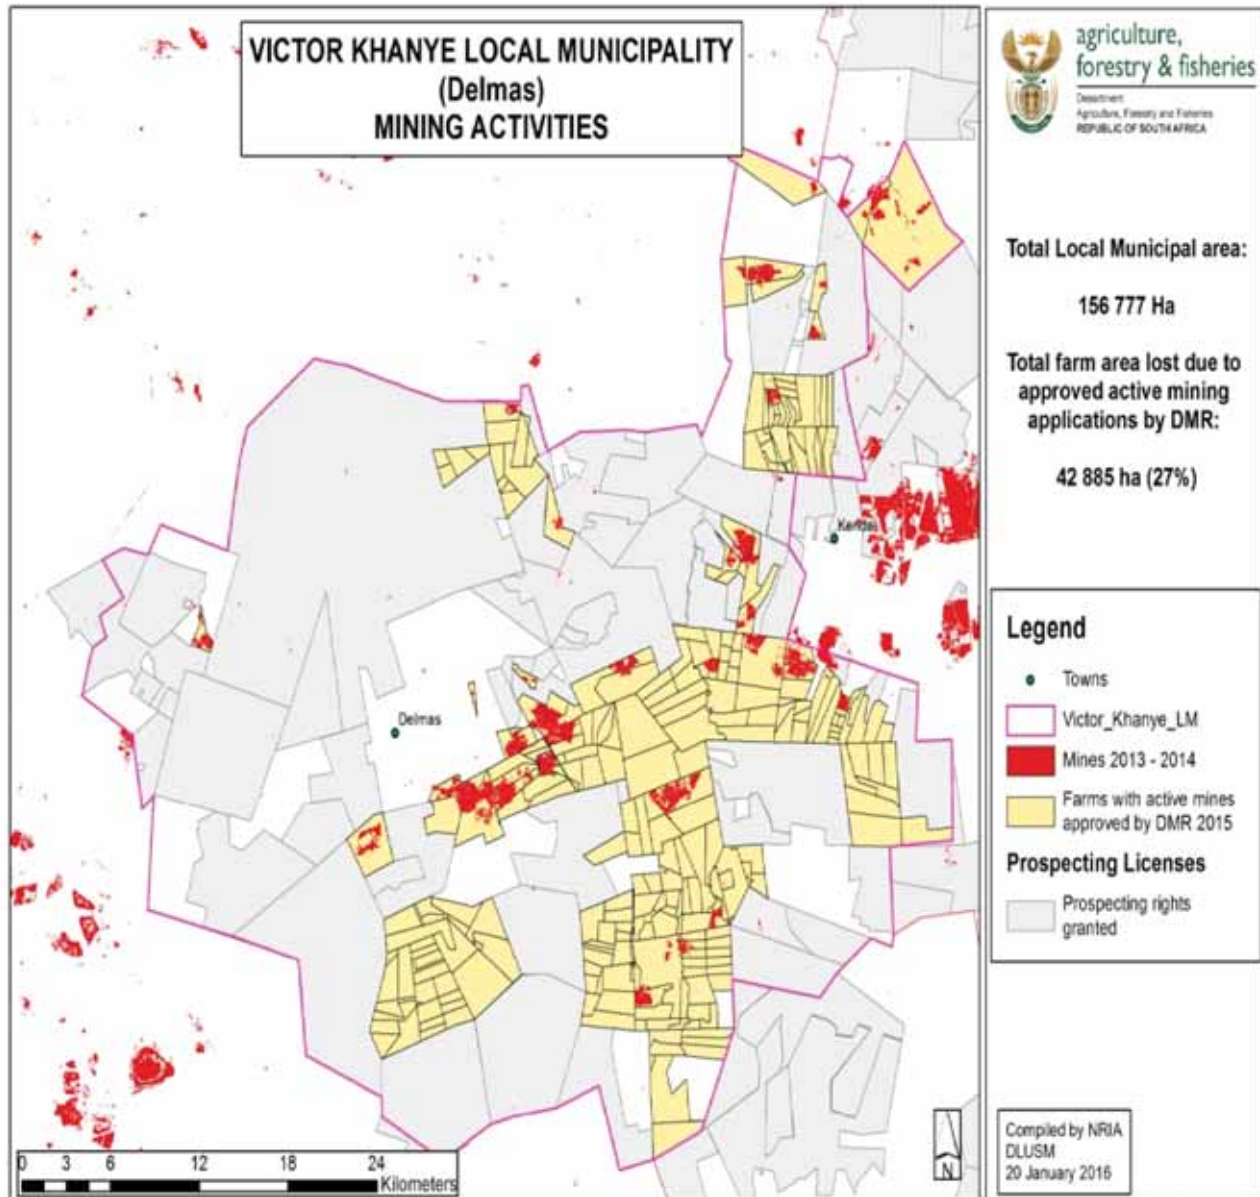 VICTOR KHANYE LOCAL MUNICIPALITY
(Delmas)
MINING ACTIVITIES
agriculture,
forestry & fisheries
Department:
Agriculture, Forestry and Fisheries
REPUBLIC OF SOUTH AFRICA
Total Local Municipal area:
156 777 Ha
Total farm area lost due to
approved active mining
applications by DMR:
42 885 ha (27%)
Kendal
Delmas
Legend
Towns
Victor_Khanye_LM
Mines 2013 - 2014
Farms with active mines
approved by DMR 2015
Prospecting Licenses
Prospecting rights
granted
0 3 6 12 18 24
Kilometers
N
Compiled by NRIA
DLUSM
20 January 2016